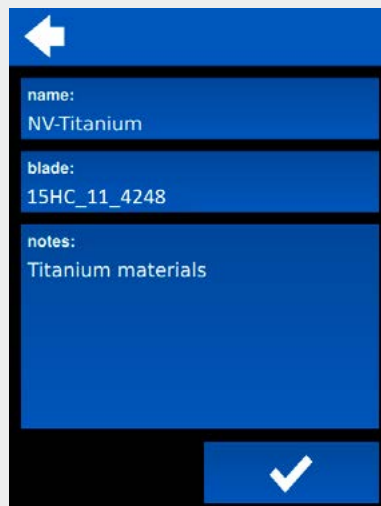 name:
NV-Titanium
blade:
15HC_11_4248
notes:
Titanium materials